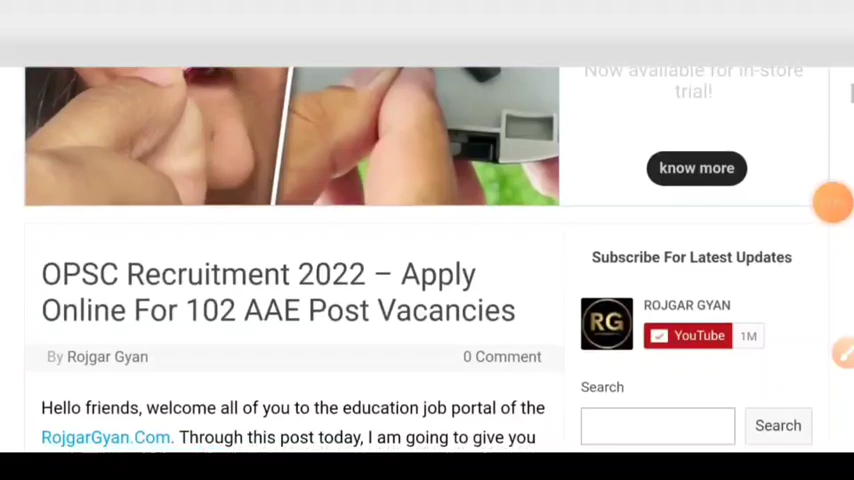 Now available for in-store
trial!
know more
OPSC Recruitment 2022 – Apply
Online For 102 AAE Post Vacancies
By Rojgar Gyan
0 Comment
Hello friends, welcome all of you to the education job portal of the
RojgarGyan.Com. Through this post today, I am going to give you
Subscribe For Latest Updates
RG
ROJGAR GYAN
YouTube 1M
Search
Search